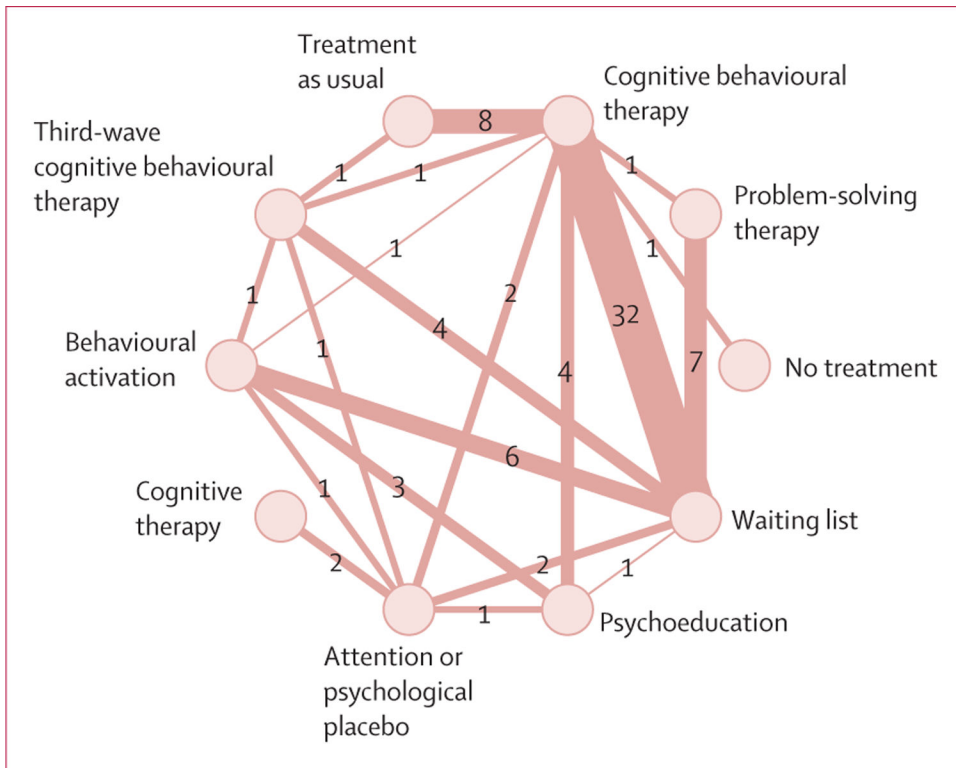 Treatment
as usual
Cognitive behavioural
therapy
8
Third-wave
cognitive behavioural
therapy
1
1
1
Problem-solving
therapy
1
1
1
2
32
4
1
Behavioural
activation
4
7
No treatment
6
Cognitive
therapy
1
3
Waiting list
2
2
1
1
Psychoeducation
Attention or
psychological
placebo